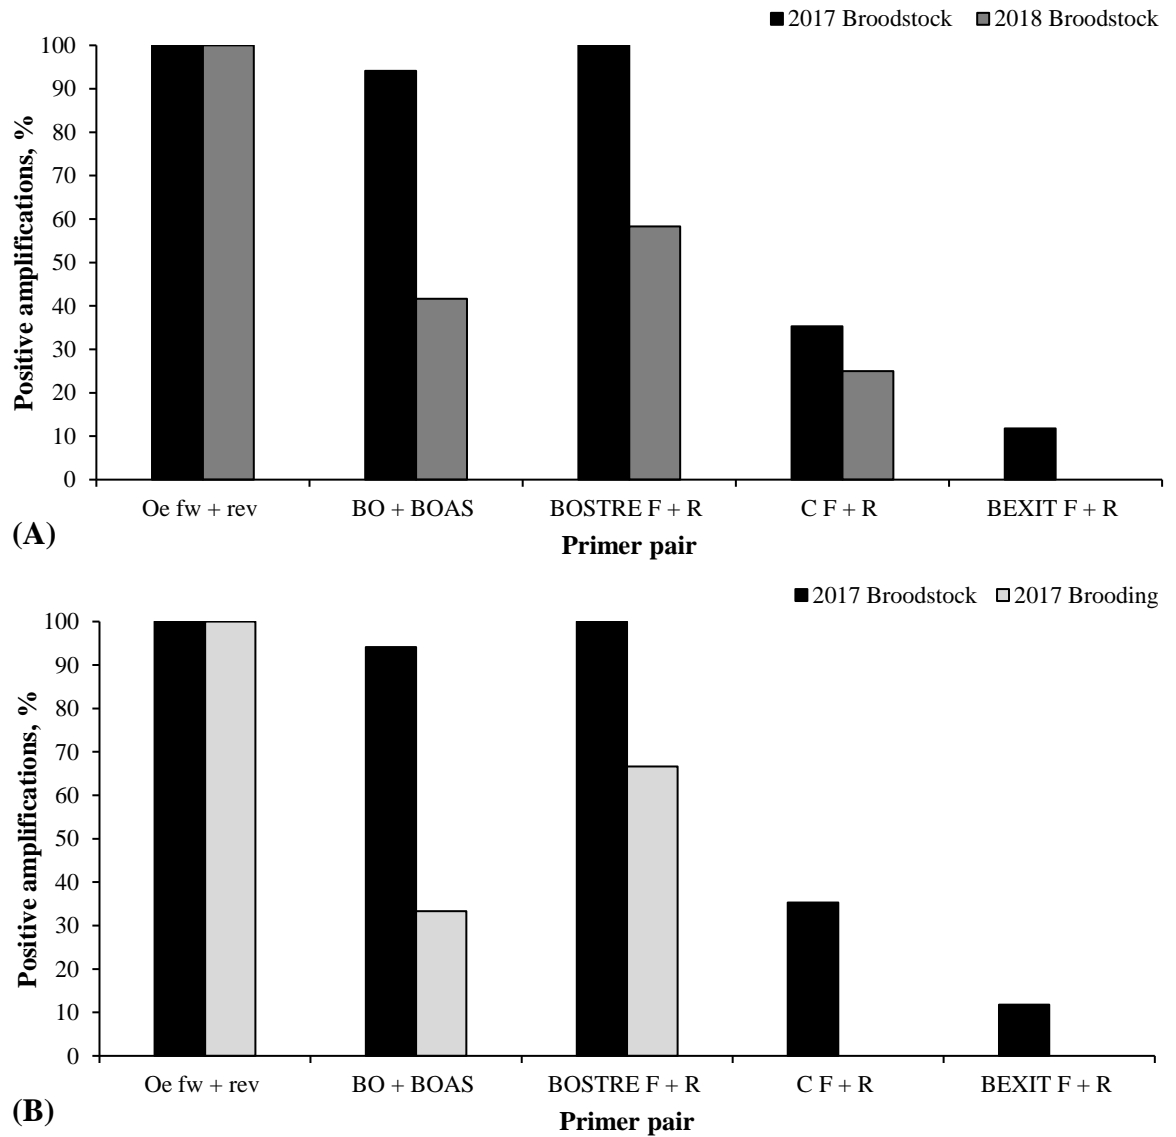 2017 Broodstock 2018 Broodstock
100
90
80
70
60
50
40
30
20
10
0
Positive amplifications, %
Oe fw + rev BO + BOAS BOSTRE F + R C F + R BEXIT F + R
(A)
Primer pair
2017 Broodstock 2017 Brooding
100
90
80
70
60
50
40
30
20
10
0
Positive amplifications, %
Oe fw + rev BO + BOAS BOSTRE F + R C F + R BEXIT F + R
(B)
Primer pair